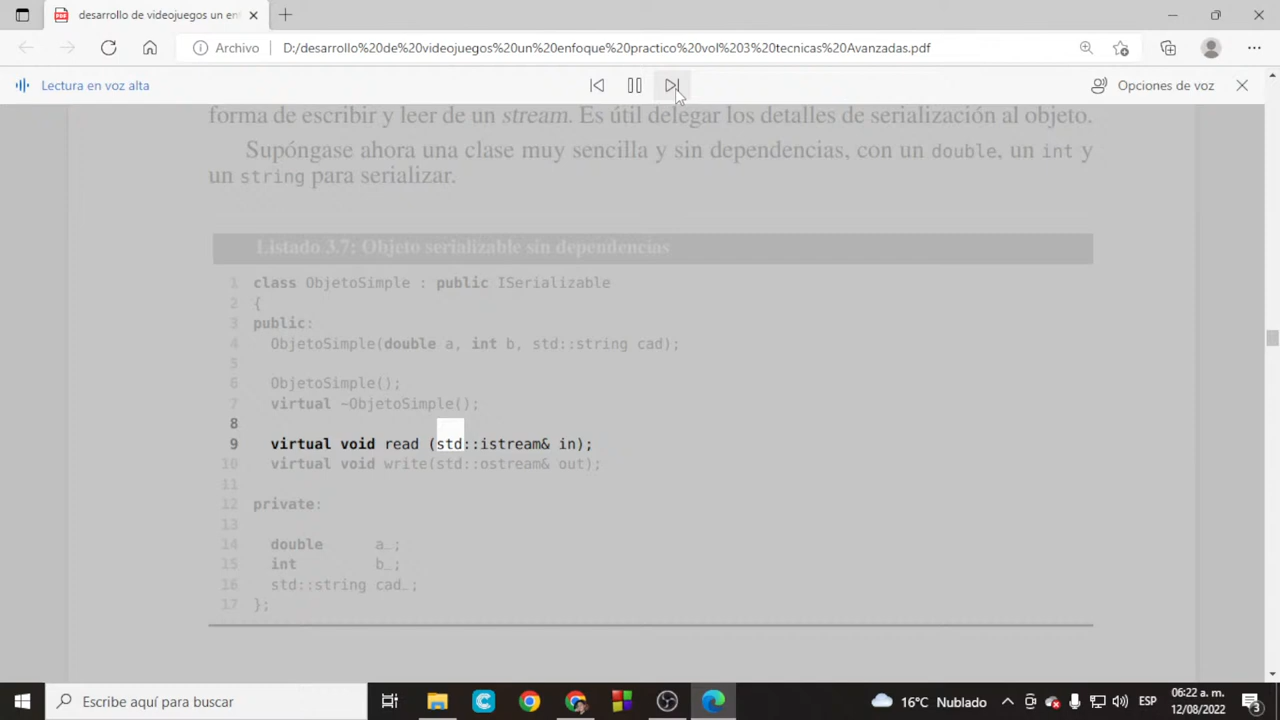 desarrollo de videojuegos un en
Archivo
D:/desarrollo%20de%20videojuegos%20un%20enfoque%20practico%20vol%203%20tecnicas%20Avanzadas.pdf
Lectura en voz alta
Opciones de voz
forma de escribir y leer de un stream. Es útil delegar los detalles de serialización al objeto.
Supóngase ahora una clase muy sencilla y sin dependencias, con un double, un int y
un string para serializar.
Listado 3.7: Objeto serializable sin dependencias
1 class ObjetoSimple : public ISerializable
2 {
3 public:
4 ObjetoSimple(double a, int b, std::string cad);
5
6 ObjetoSimple();
7 virtual ~ObjetoSimple();
8
9 virtual void read (std::istream& in);
10 virtual void write(std::ostream& out);
11
12 private:
13
14 double a_;
15 int b_;
16 std::string cad_;
17 };
Escribe aquí para buscar
16°C Nublado
ESP
06:22 a. m.
12/08/2022
3